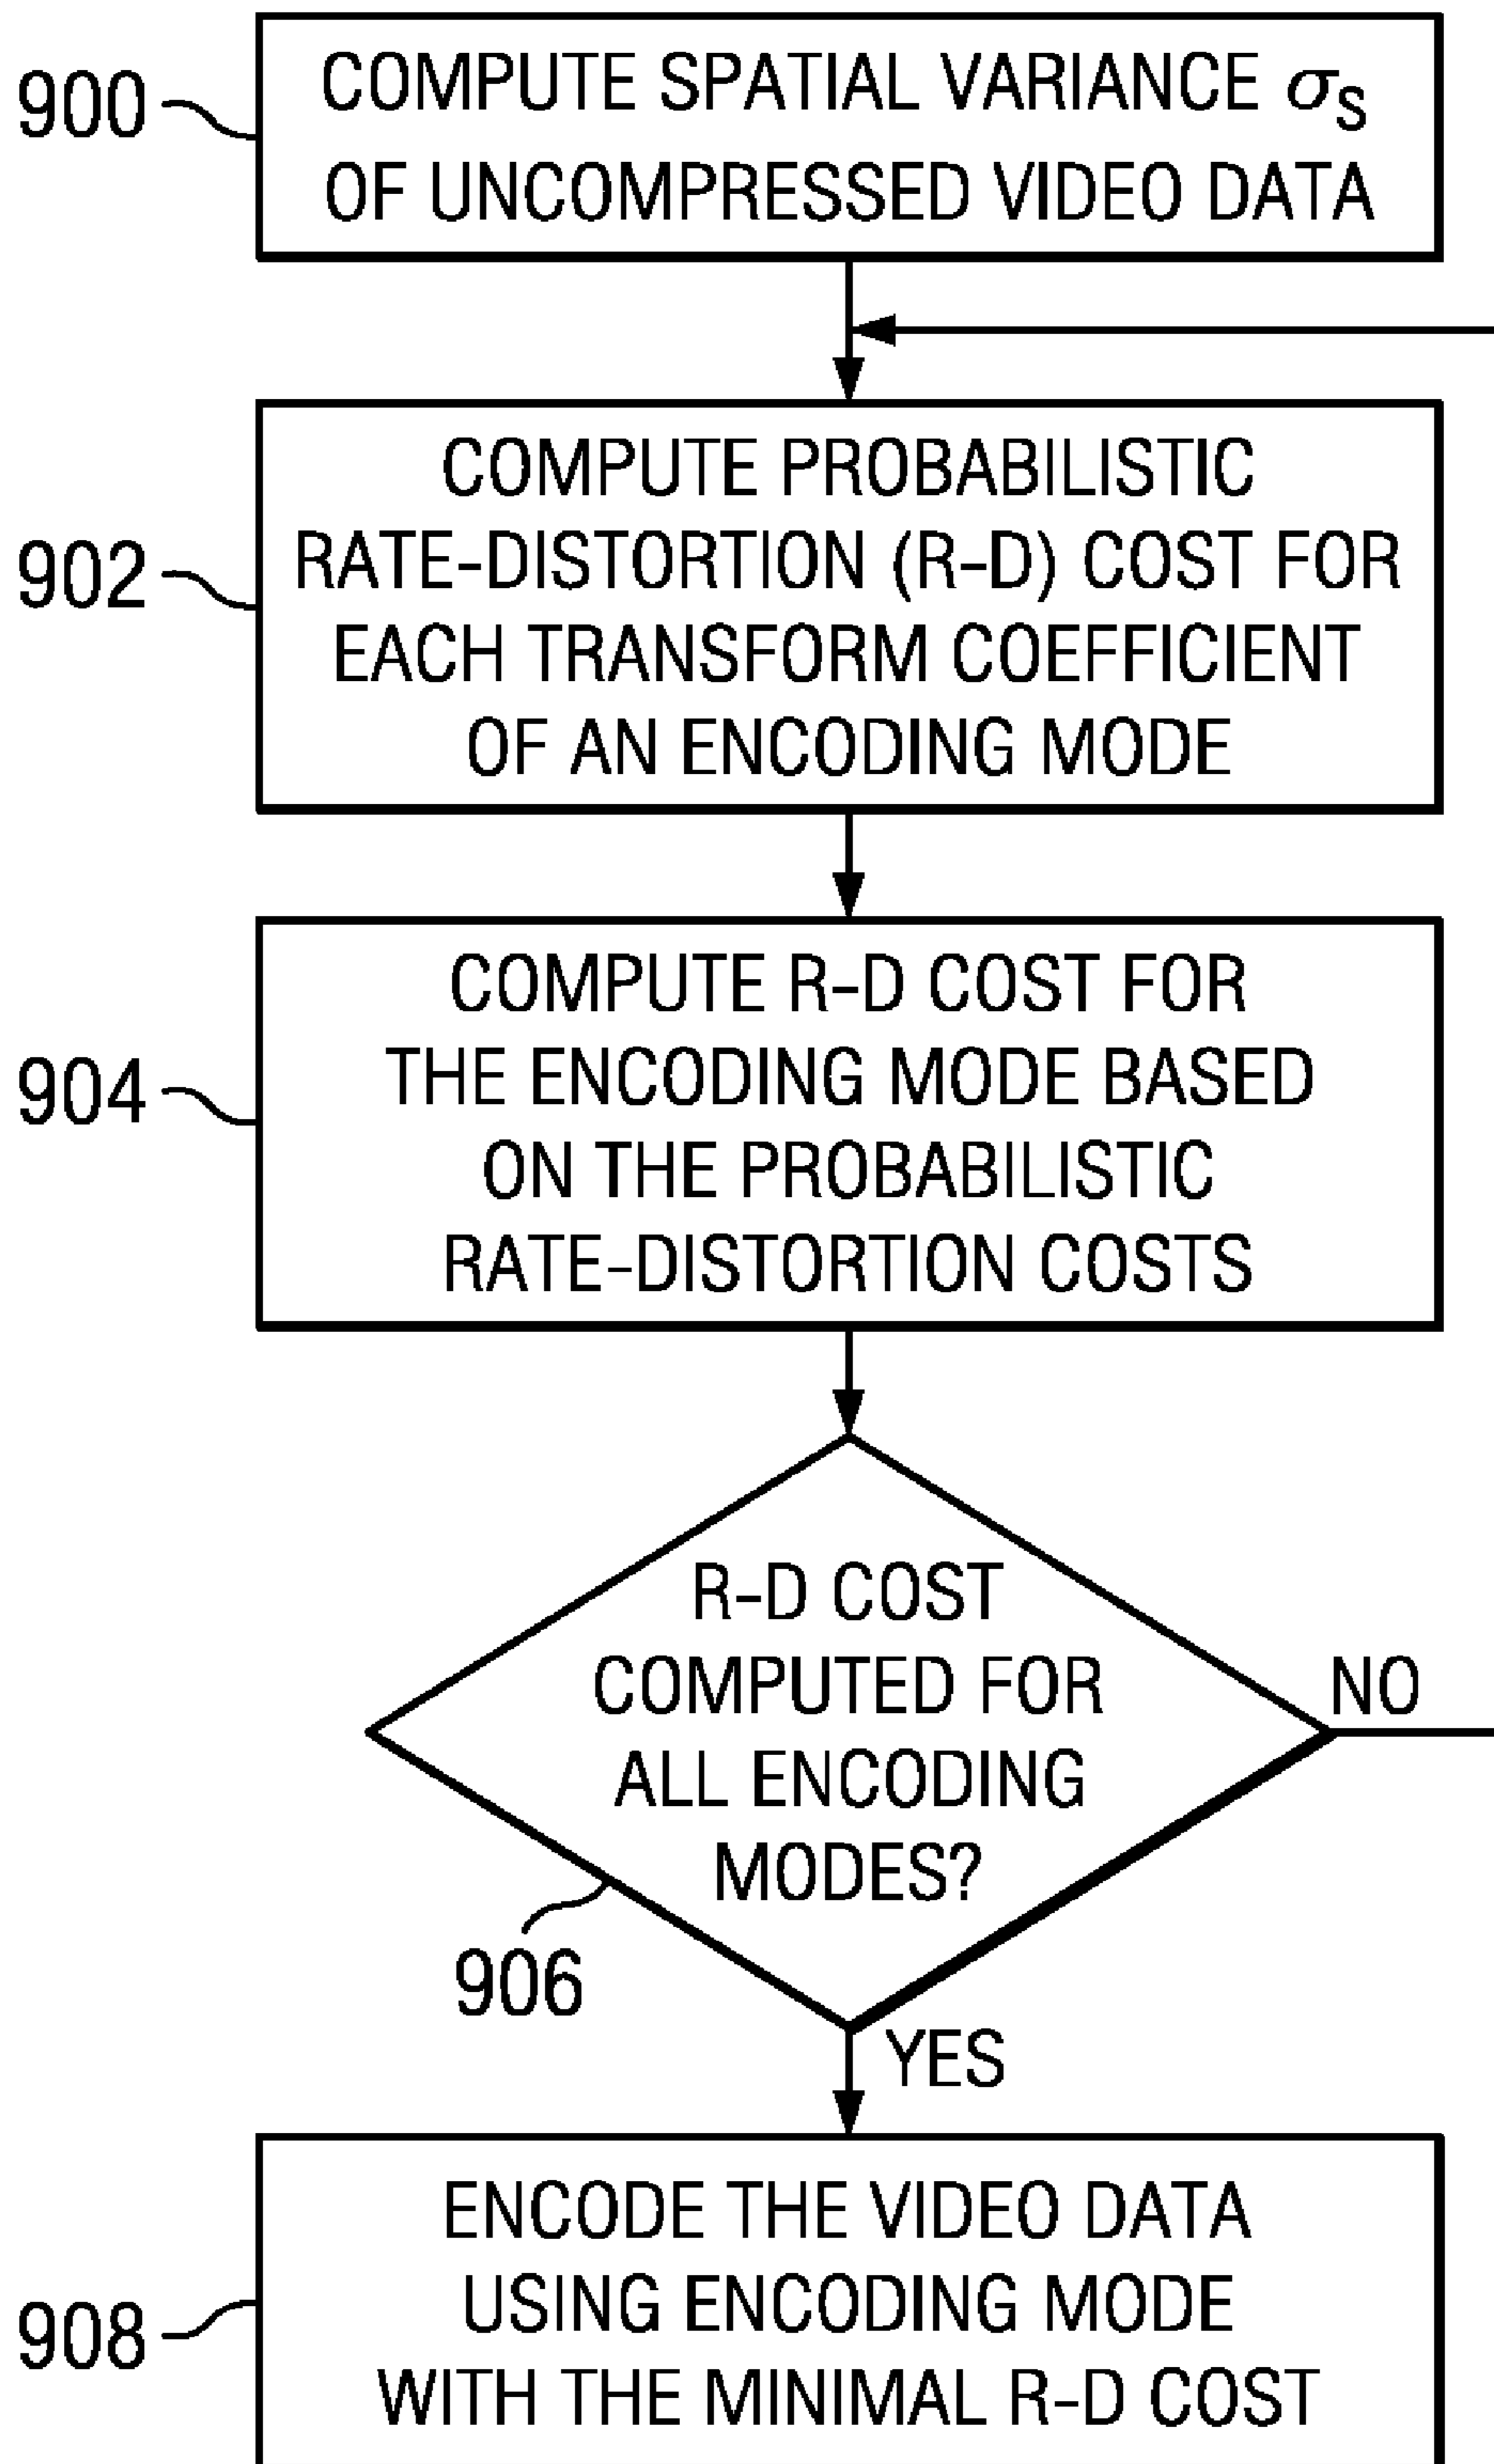 900
COMPUTE SPATIAL VARIANCE σS
OF UNCOMPRESSED VIDEO DATA
902
COMPUTE PROBABILISTIC
RATE-DISTORTION (R-D) COST FOR
EACH TRANSFORM COEFFICIENT
OF AN ENCODING MODE
904
COMPUTE R-D COST FOR
THE ENCODING MODE BASED
ON THE PROBABILISTIC
RATE-DISTORTION COSTS
R-D COST
COMPUTED FOR
ALL ENCODING
MODES?
NO
906
YES
908
ENCODE THE VIDEO DATA
USING ENCODING MODE
WITH THE MINIMAL R-D COST